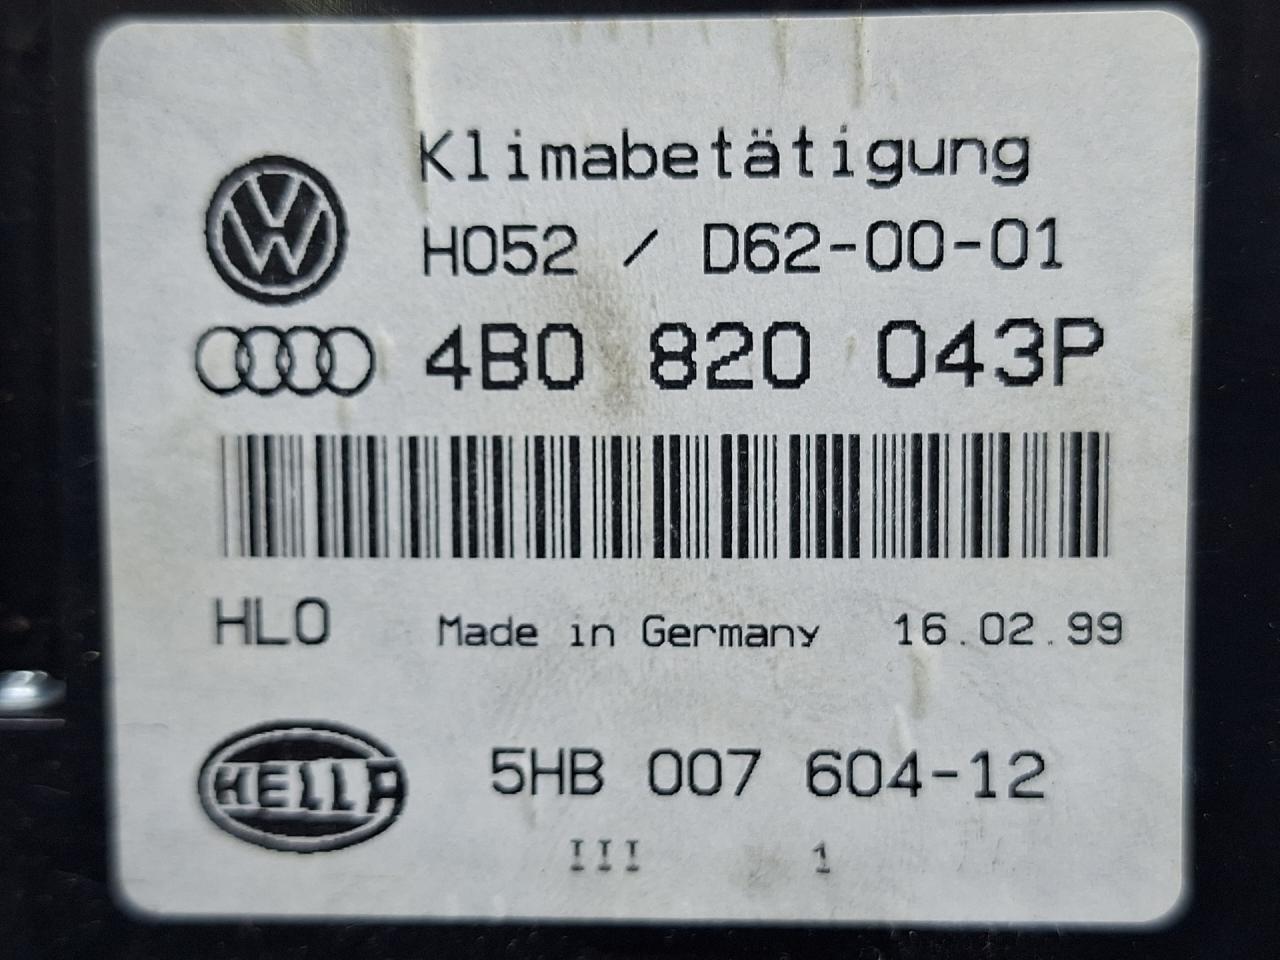 Klimabetätigung
H052 / D62-00-01
4B0 820 043P
HLO Made in Germany 16.02.99
HELLA 5HB 007 604-12
III 1